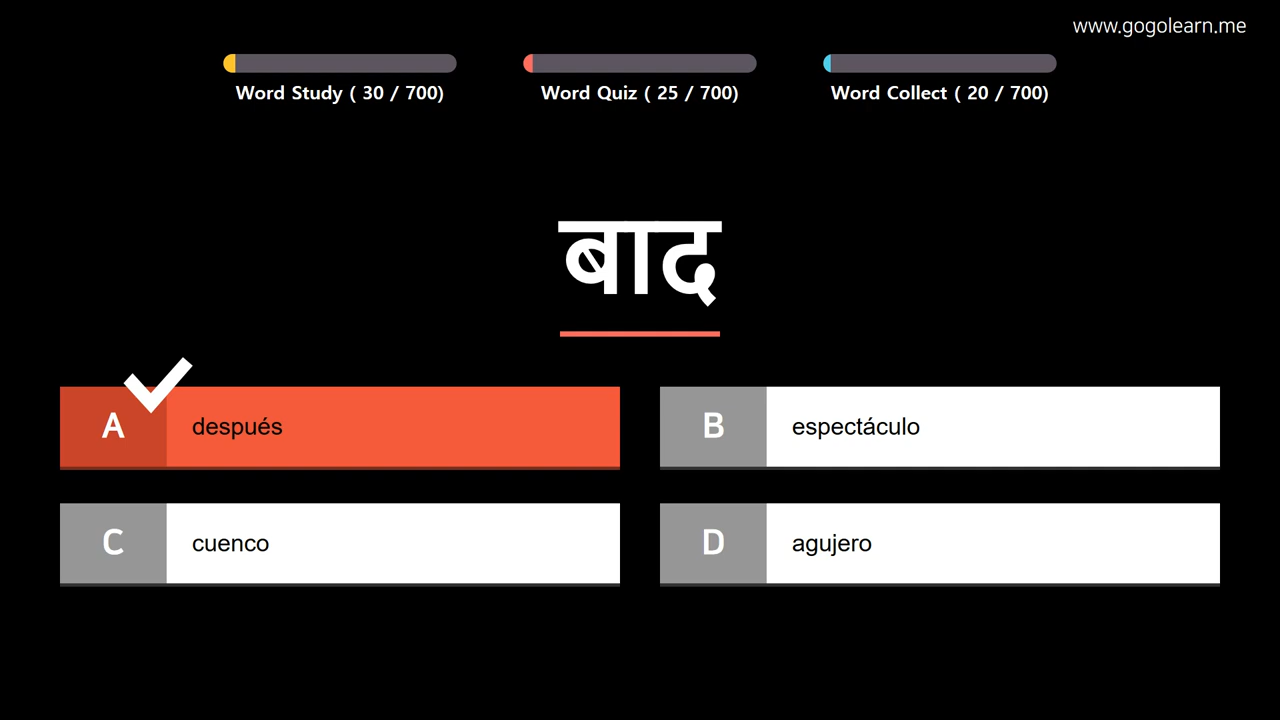 www.gogolearn.me
Word Study ( 30 / 700)
Word Quiz ( 25 / 700)
Word Collect ( 20 / 700)
बाद
A después
B espectáculo
C cuenco
D agujero